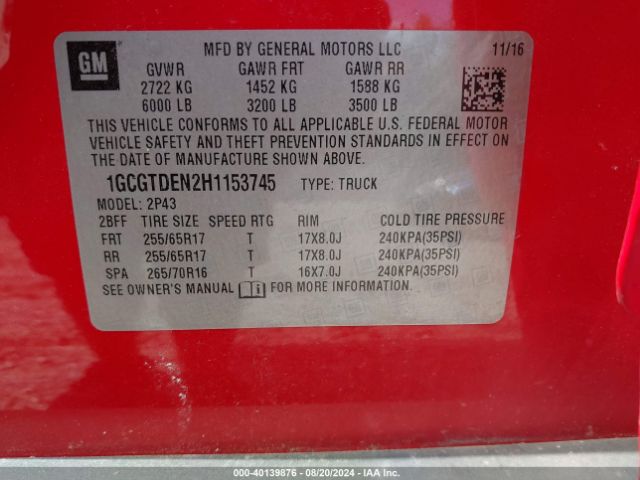 GM
MFD BY GENERAL MOTORS LLC 11/16
GVWR GAWR FRT GAWR RR
2722 KG 1452 KG 1588 KG
6000 LB 3200 LB 3500 LB
THIS VEHICLE CONFORMS TO ALL APPLICABLE U.S. FEDERAL MOTOR
VEHICLE SAFETY AND THEFT PREVENTION STANDARDS IN EFFECT ON
THE DATE OF MANUFACTURE SHOWN ABOVE.
1GCGTDEN2H1153745 TYPE: TRUCK
MODEL: 2P43
2BFF TIRE SIZE SPEED RTG RIM COLD TIRE PRESSURE
FRT 255/65R17 T 17X8.0J 240KPA(35PSI)
RR 255/65R17 T 17X8.0J 240KPA(35PSI)
SPA 265/70R16 T 16X7.0J 240KPA(35PSI)
SEE OWNER'S MANUAL FOR MORE INFORMATION.
000-40139876 - 08/20/2024 - IAA Inc.